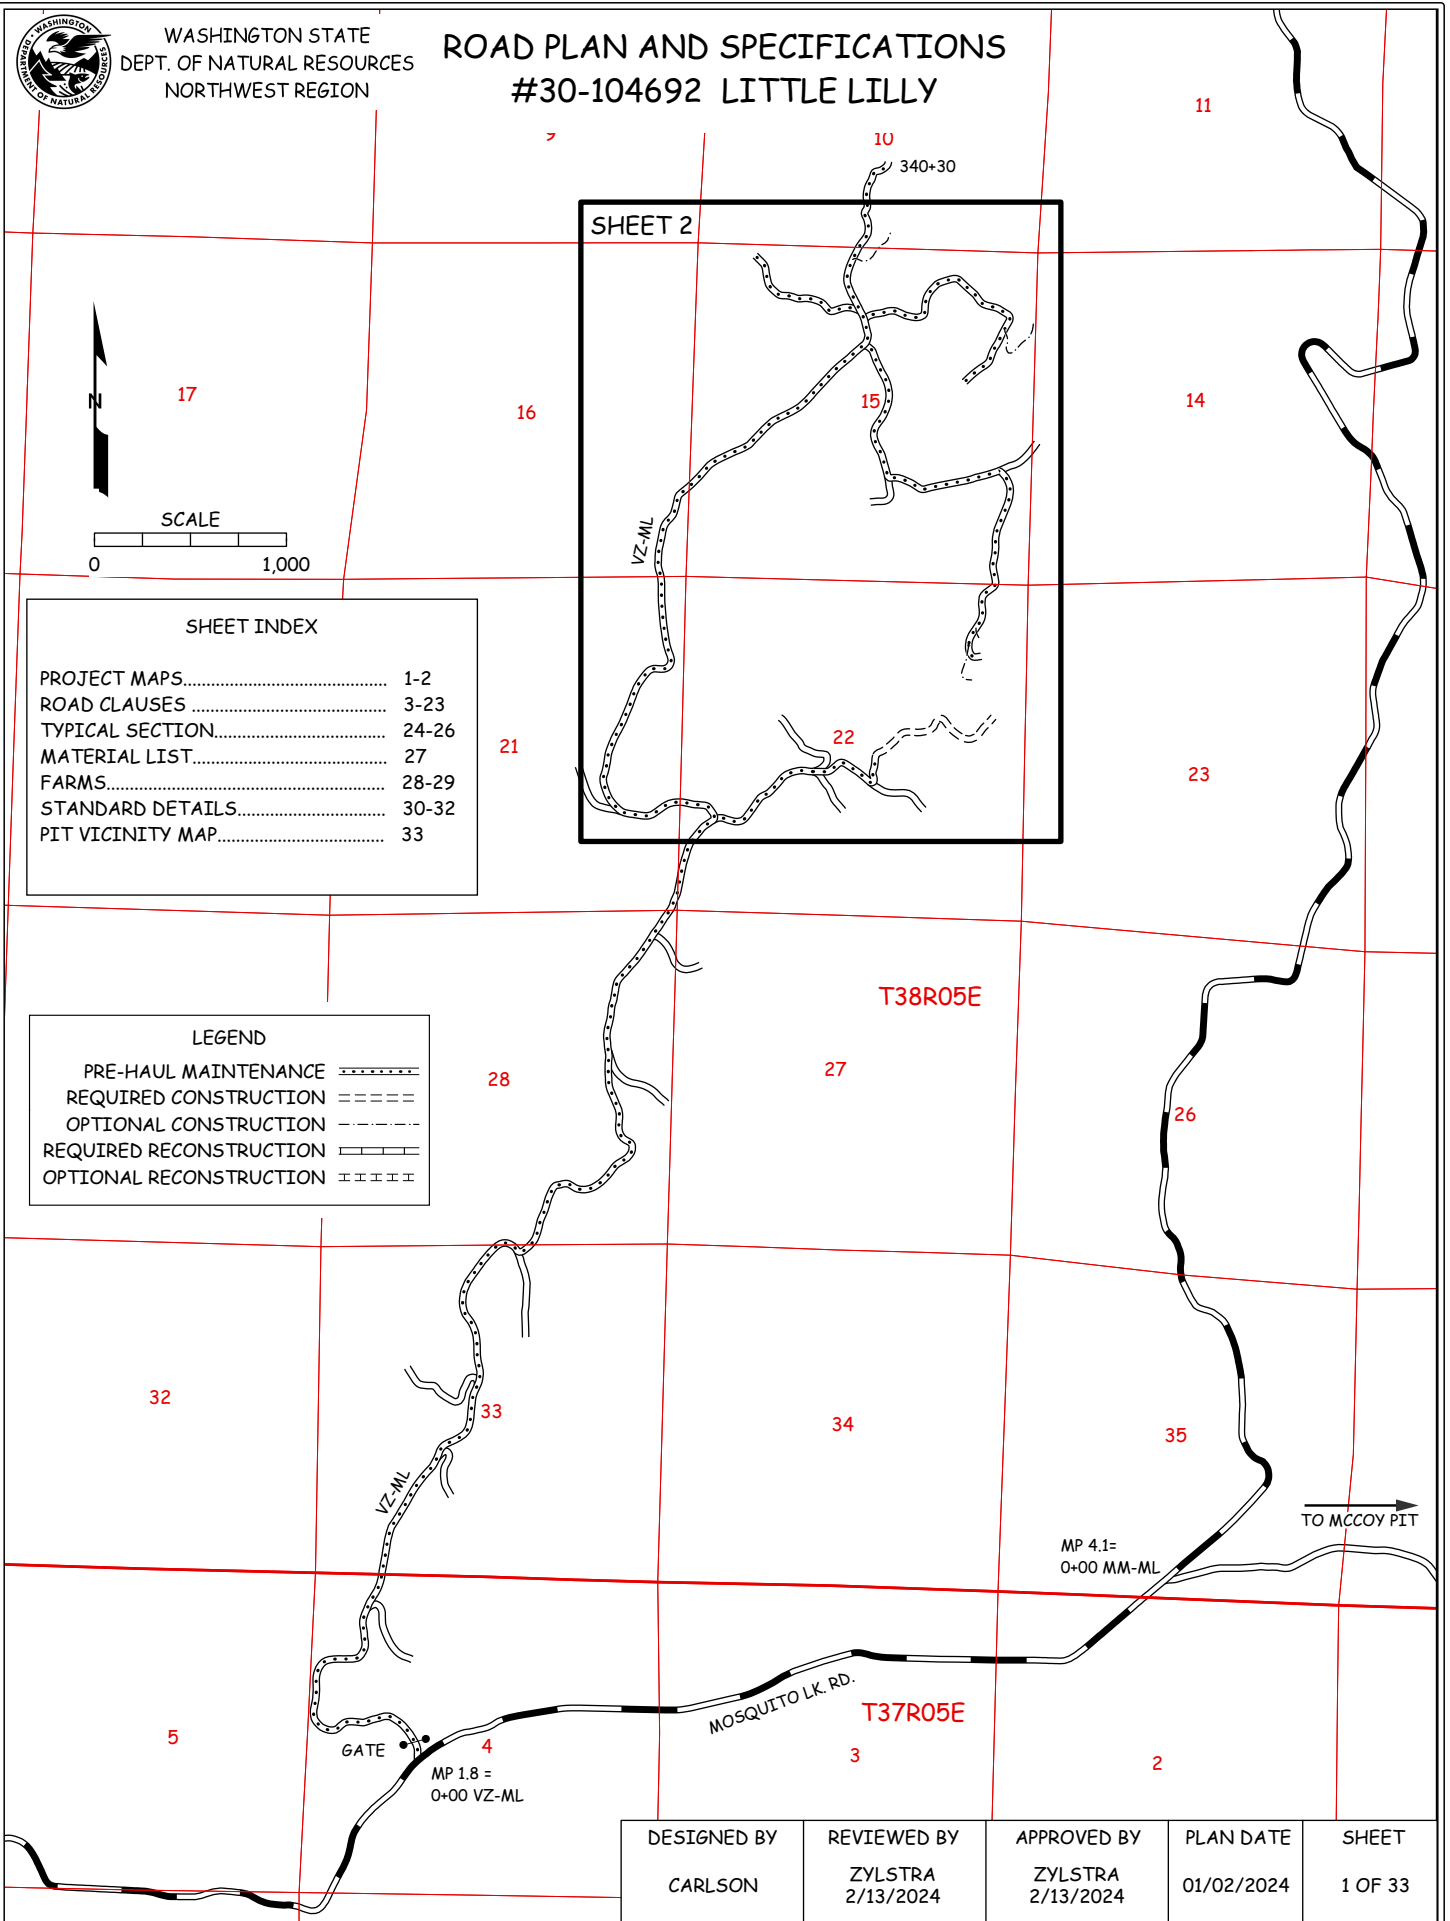 WASHINGTON
DEPARTMENT OF NATURAL RESOURCES
WASHINGTON STATE
DEPT. OF NATURAL RESOURCES
NORTHWEST REGION
ROAD PLAN AND SPECIFICATIONS
#30-104692 LITTLE LILLY
11
9
10
340+30
SHEET 2
N
17
16
15
14
SCALE
0 1,000
VZ-ML
SHEET INDEX
PROJECT MAPS....................................... 1-2
ROAD CLAUSES ..................................... 3-23
TYPICAL SECTION................................. 24-26
MATERIAL LIST..................................... 27
FARMS..................................................... 28-29
STANDARD DETAILS............................ 30-32
PIT VICINITY MAP................................ 33
21
22
23
T38R05E
LEGEND
PRE-HAUL MAINTENANCE
REQUIRED CONSTRUCTION
OPTIONAL CONSTRUCTION
REQUIRED RECONSTRUCTION
OPTIONAL RECONSTRUCTION
28
27
26
32
33
34
35
VZ-ML
TO MCCOY PIT
MP 4.1=
0+00 MM-ML
MOSQUITO LK. RD.
T37R05E
5
GATE
4
3
2
MP 1.8 =
0+00 VZ-ML
DESIGNED BY
CARLSON
REVIEWED BY
ZYLSTRA
2/13/2024
APPROVED BY
ZYLSTRA
2/13/2024
PLAN DATE
01/02/2024
SHEET
1 OF 33